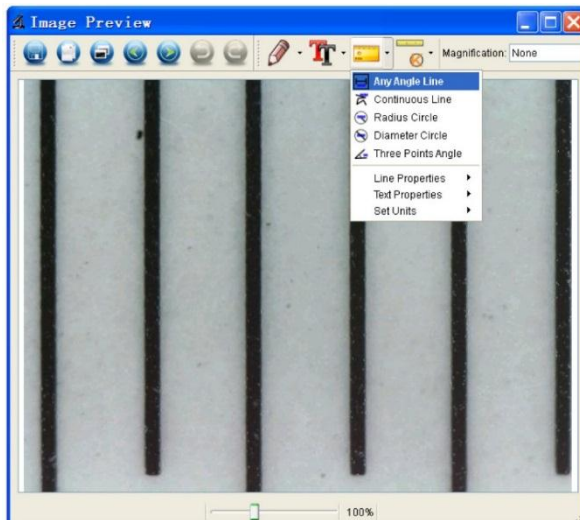 Image Preview
TT
Magnification: None
Any Angle Line
Continuous Line
Radius Circle
Diameter Circle
Three Points Angle
Line Properties
Text Properties
Set Units
100%